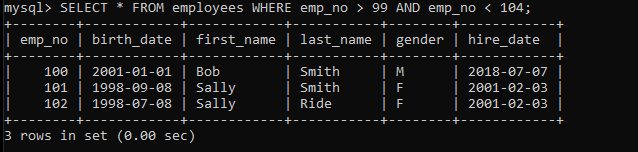 mysql> SELECT * FROM employees WHERE emp_no > 99 AND emp_no < 104;
+--------+------------+------------+-----------+--------+------------+
| emp_no | birth_date | first_name | last_name | gender | hire_date  |
+--------+------------+------------+-----------+--------+------------+
|    100 | 2001-01-01 | Bob        | Smith     | M      | 2018-07-07 |
|    101 | 1998-09-08 | Sally      | Smith     | F      | 2001-02-03 |
|    102 | 1998-07-08 | Sally      | Ride      | F      | 2001-02-03 |
+--------+------------+------------+-----------+--------+------------+
3 rows in set (0.00 sec)